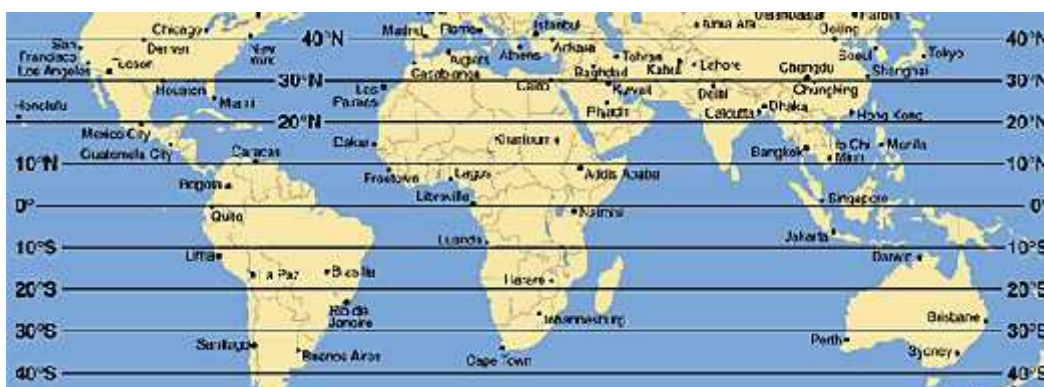 Chicago
Madrid
Rome
Istanbul
Beijing
San
Francisco
Denver
New
York
40°N
Athens
Ankara
Tehran
Kabul
Lahore
Seoul
Tokyo
40°N
Los Angeles
Casablanca
Baghdad
Chengdu
Shanghai
Houston
30°N
Cairo
Kuwait
Delhi
ChungKing
30°N
Honolulu
Miami
Los
Riyadh
Calcutta
Dhaka
Hong Kong
Mexico City
20°N
20°N
Guatemala City
Caracas
Dakar
Khartoum
Bangkok
Ho Chi
Minh
Manila
10°N
10°N
Bogota
Freetown
Lagos
Addis Ababa
Libreville
Singapore
0°
Quito
Nairobi
0°
Luanda
Jakarta
10°S
10°S
Lima
Darwin
La Paz
Brasilia
Harare
20°S
20°S
Rio de
Janeiro
Johannesburg
Brisbane
30°S
30°S
Santiago
Buenos Aires
Cape Town
Perth
Sydney
40°S
40°S